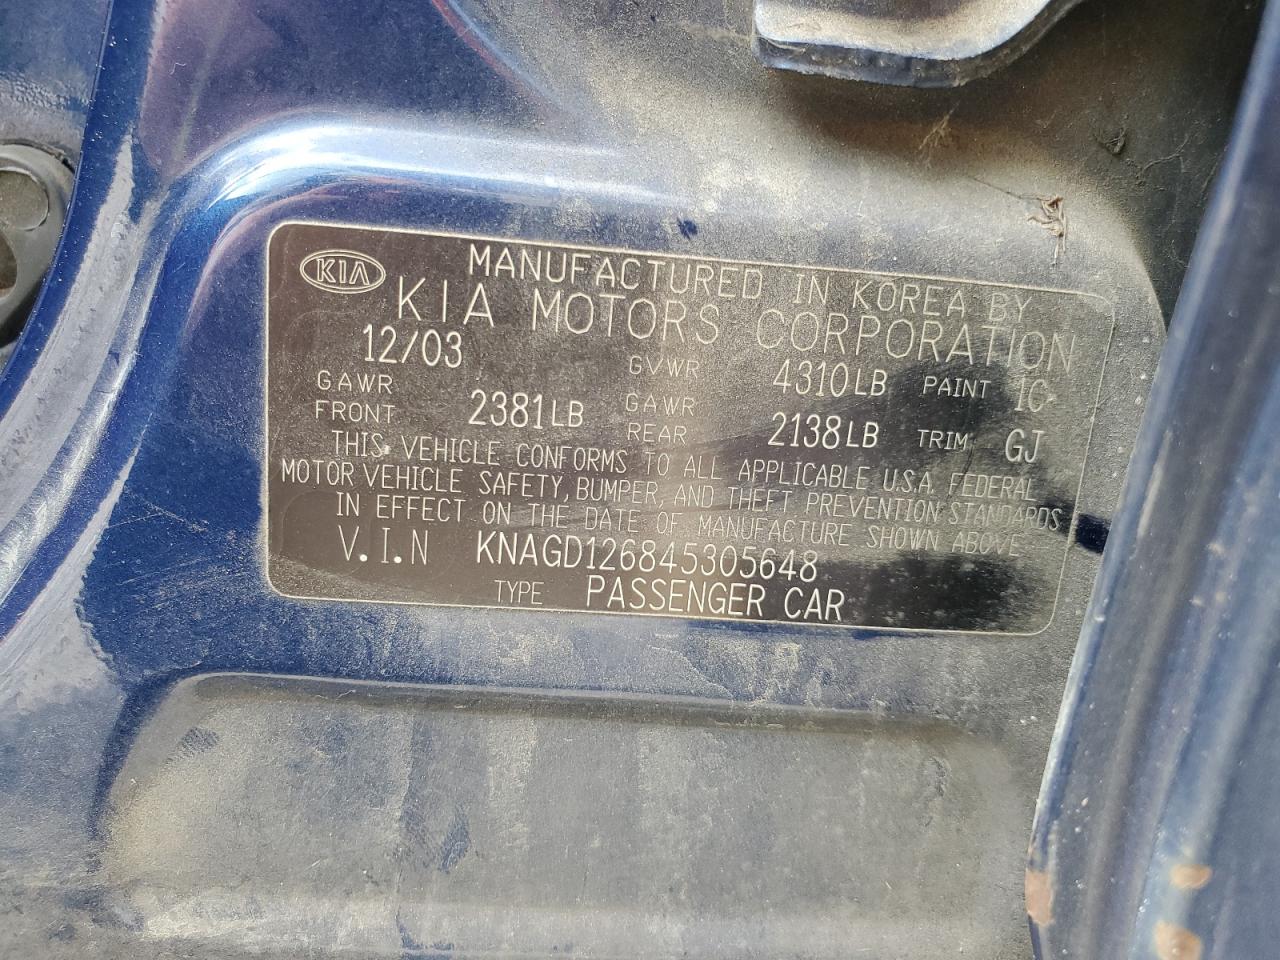 KIA MANUFACTURED IN KOREA BY
KIA MOTORS CORPORATION
12/03 GVWR 4310LB PAINT 1C
GAWR FRONT 2381LB GAWR REAR 2138LB TRIM GJ
THIS VEHICLE CONFORMS TO ALL APPLICABLE U.S.A. FEDERAL
MOTOR VEHICLE SAFETY, BUMPER, AND THEFT PREVENTION STANDARDS
IN EFFECT ON THE DATE OF MANUFACTURE SHOWN ABOVE
V.I.N KNAGD126845305648
TYPE PASSENGER CAR